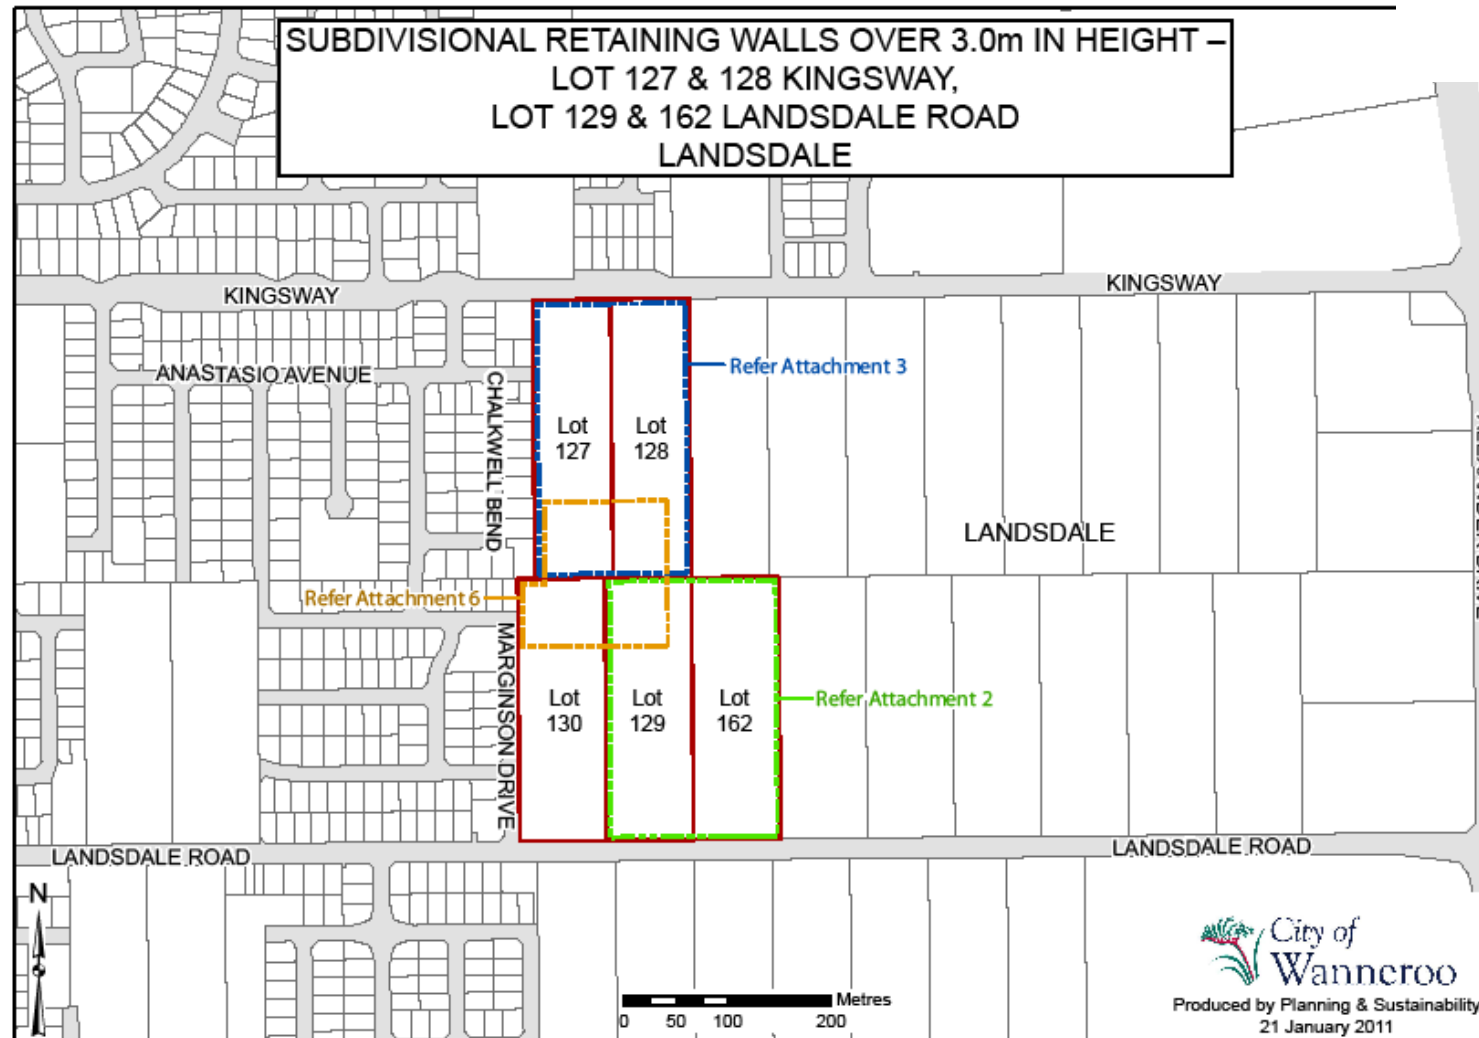 SUBDIVISIONAL RETAINING WALLS OVER 3.0m IN HEIGHT –
LOT 127 & 128 KINGSWAY,
LOT 129 & 162 LANDSDALE ROAD
LANDSDALE
KINGSWAY
KINGSWAY
ANASTASIO AVENUE
CHALKWELL BEND
Refer Attachment 3
Lot
127
Lot
128
LANDSDALE
Refer Attachment 6
MARGINSON DRIVE
Lot
130
Lot
129
Lot
162
Refer Attachment 2
LANDSDALE ROAD
LANDSDALE ROAD
N
Metres
0 50 100 200
City of
Wanneroo
Produced by Planning & Sustainability
21 January 2011